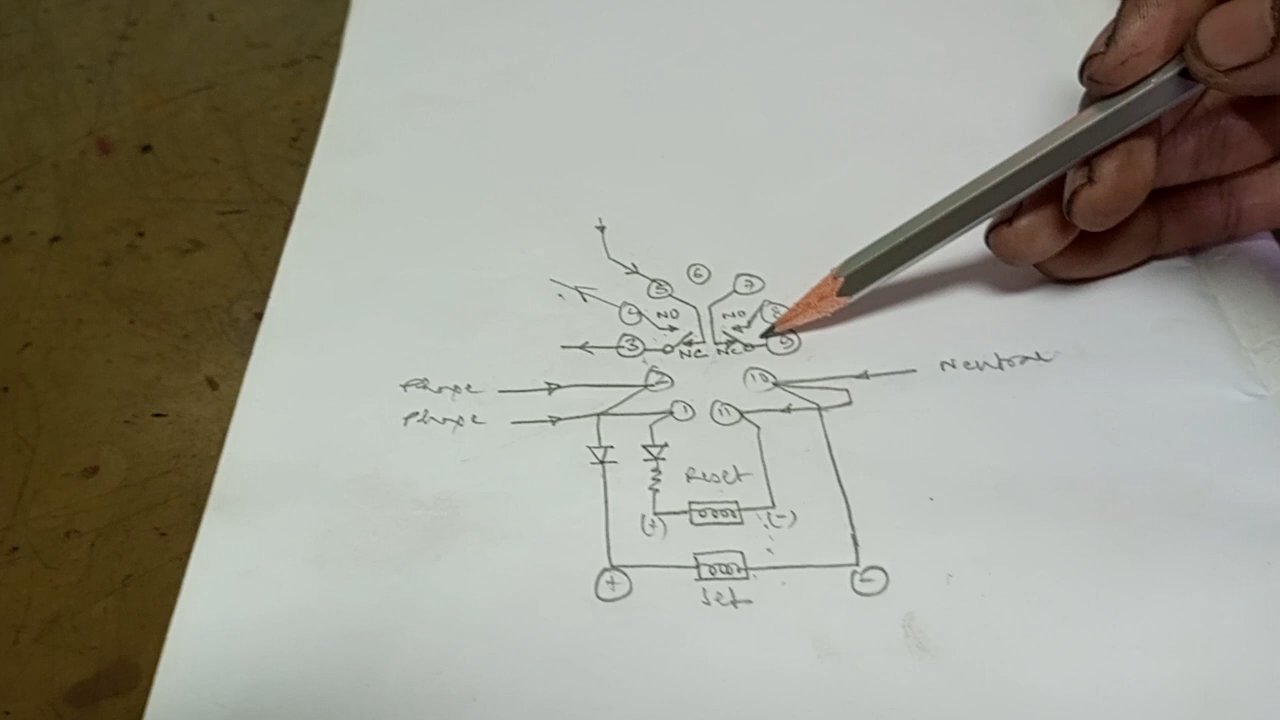 6
5 7
4 NO NO 8
3 NC NC 9
Phase 2 10 Neutral
Phase 1 11
Reset
(+) (-)
+ -
Set